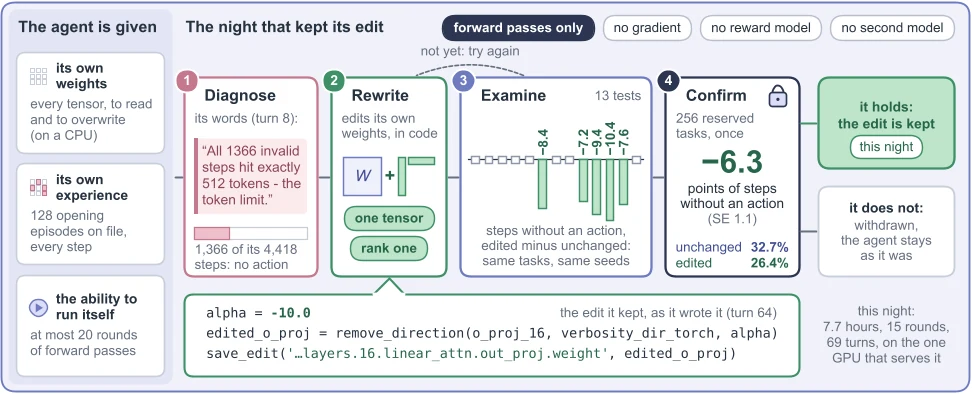 The agent is given
its own
weights
every tensor, to read
and to overwrite
(on a CPU)
its own
experience
128 opening
episodes on file,
every step
the ability to
run itself
at most 20 rounds
of forward passes
The night that kept its edit
forward passes only
no gradient
no reward model
no second model
not yet: try again
1
Diagnose
its words (turn 8):
“All 1366 invalid
steps hit exactly
512 tokens - the
token limit.”
1,366 of its 4,418
steps: no action
2
Rewrite
edits its own
weights, in code
W +
one tensor
rank one
3
Examine
13 tests
−8.4
−7.2
−9.4
−10.4
−7.6
steps without an action,
edited minus unchanged:
same tasks, same seeds
4
Confirm
256 reserved
tasks, once
−6.3
points of steps
without an action
(SE 1.1)
unchanged 32.7%
edited 26.4%
it holds:
the edit is kept
this night
it does not:
withdrawn,
the agent stays
as it was
alpha = -10.0
the edit it kept, as it wrote it (turn 64)
edited_o_proj = remove_direction(o_proj_16, verbosity_dir_torch, alpha)
save_edit('…layers.16.linear_attn.out_proj.weight', edited_o_proj)
this night:
7.7 hours, 15 rounds,
69 turns, on the one
GPU that serves it